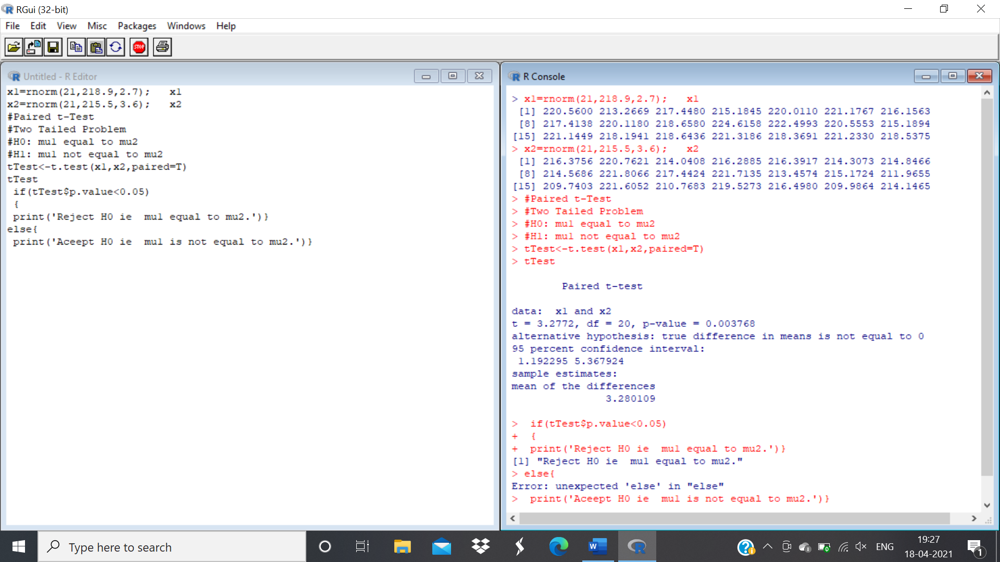 RGui (32-bit)
File Edit View Misc Packages Windows Help
STOP
Untitled - R Editor
x1=rnorm(21,218.9,2.7);   x1
x2=rnorm(21,215.5,3.6);   x2
#Paired t-Test
#Two Tailed Problem
#H0: mu1 equal to mu2
#H1: mu1 not equal to mu2
tTest<-t.test(x1,x2,paired=T)
tTest
 if(tTest$p.value<0.05)
 {
 print('Reject H0 ie  mu1 equal to mu2.')}
else{
 print('Aceept H0 ie  mu1 is not equal to mu2.')}
R Console
> x1=rnorm(21,218.9,2.7);   x1
 [1] 220.5600 213.2669 217.4480 215.1845 220.0110 221.1767 216.1563
 [8] 217.4138 220.1180 218.6580 224.6158 222.4993 220.5553 215.1894
[15] 221.1449 218.1941 218.6436 221.3186 218.3691 221.2330 218.5375
> x2=rnorm(21,215.5,3.6);   x2
 [1] 216.3756 220.7621 214.0408 216.2885 216.3917 214.3073 214.8466
 [8] 214.5686 221.8066 217.4424 221.7135 213.4574 215.1724 211.9655
[15] 209.7403 221.6052 210.7683 219.5273 216.4980 209.9864 214.1465
> #Paired t-Test
> #Two Tailed Problem
> #H0: mu1 equal to mu2
> #H1: mu1 not equal to mu2
> tTest<-t.test(x1,x2,paired=T)
> tTest
        Paired t-test
data:  x1 and x2
t = 3.2772, df = 20, p-value = 0.003768
alternative hypothesis: true difference in means is not equal to 0
95 percent confidence interval:
 1.192295 5.367924
sample estimates:
mean of the differences
               3.280109
>  if(tTest$p.value<0.05)
+  {
+  print('Reject H0 ie  mu1 equal to mu2.')}
[1] "Reject H0 ie  mu1 equal to mu2."
> else{
Error: unexpected 'else' in "else"
>  print('Aceept H0 ie  mu1 is not equal to mu2.')}
Type here to search
W
R
ENG
19:27
18-04-2021
1